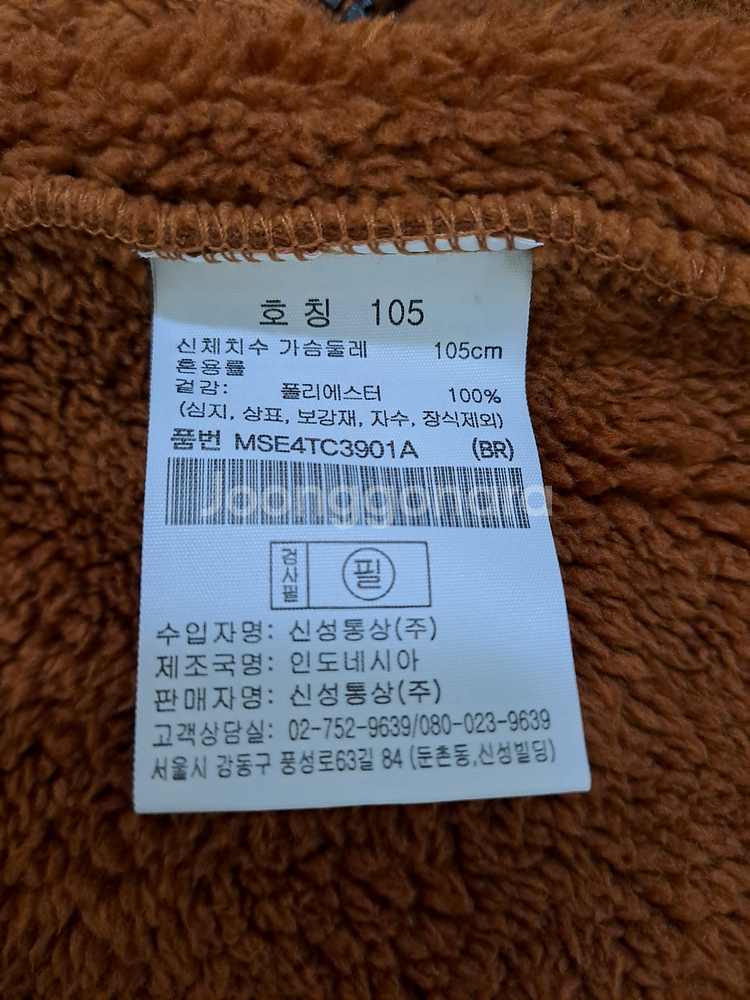 호칭 105
신체치수 가슴둘레 105cm
혼용률
겉감: 폴리에스터 100%
(심지, 상표, 보강재, 자수, 장식제외)
품번 MSE4TC3901A (BR)
Joonggonara
검사필 필
수입자명: 신성통상(주)
제조국명: 인도네시아
판매자명: 신성통상(주)
고객상담실: 02-752-9639/080-023-9639
서울시 강동구 풍성로63길 84 (둔촌동,신성빌딩)